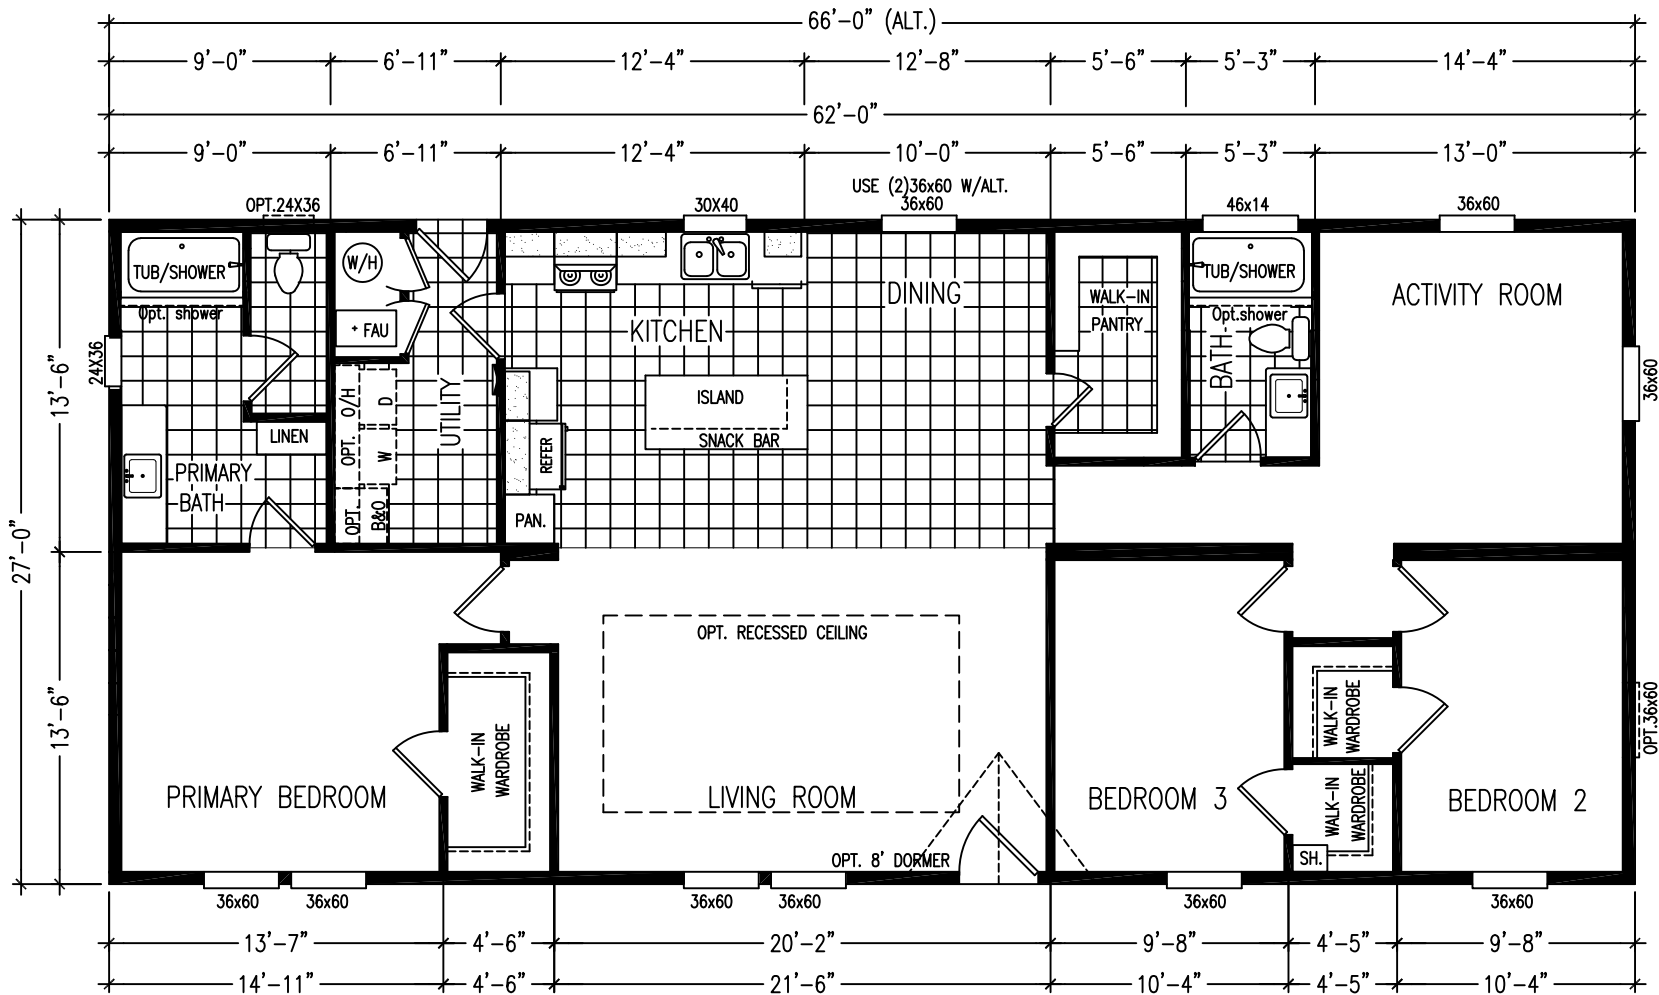 66'-0" (ALT.)
9'-0" 6'-11" 12'-4" 12'-8" 5'-6" 5'-3" 14'-4"
62'-0"
9'-0" 6'-11" 12'-4" 10'-0" 5'-6" 5'-3" 13'-0"
USE (2)36x60 W/ALT.
OPT.24X36 30X40 36x60 46x14 36x60
TUB/SHOWER
Opt. shower
W/H
+ FAU
KITCHEN
DINING
WALK-IN
PANTRY
TUB/SHOWER
Opt.shower
BATH
ACTIVITY ROOM
24X36
36x60
13'-6"
27'-0"
13'-6"
LINEN
PRIMARY
BATH
OPT. O/H
D
W
OPT.
B&O
UTILITY
ISLAND
SNACK BAR
REFER
PAN.
OPT. RECESSED CEILING
PRIMARY BEDROOM
WALK-IN
WARDROBE
LIVING ROOM
OPT. 8' DORMER
BEDROOM 3
WALK-IN
WARDROBE
WALK-IN
WARDROBE
SH.
BEDROOM 2
OPT.36x60
36x60 36x60 36x60 36x60 36x60 36x60
13'-7" 4'-6" 20'-2" 9'-8" 4'-5" 9'-8"
14'-11" 4'-6" 21'-6" 10'-4" 4'-5" 10'-4"